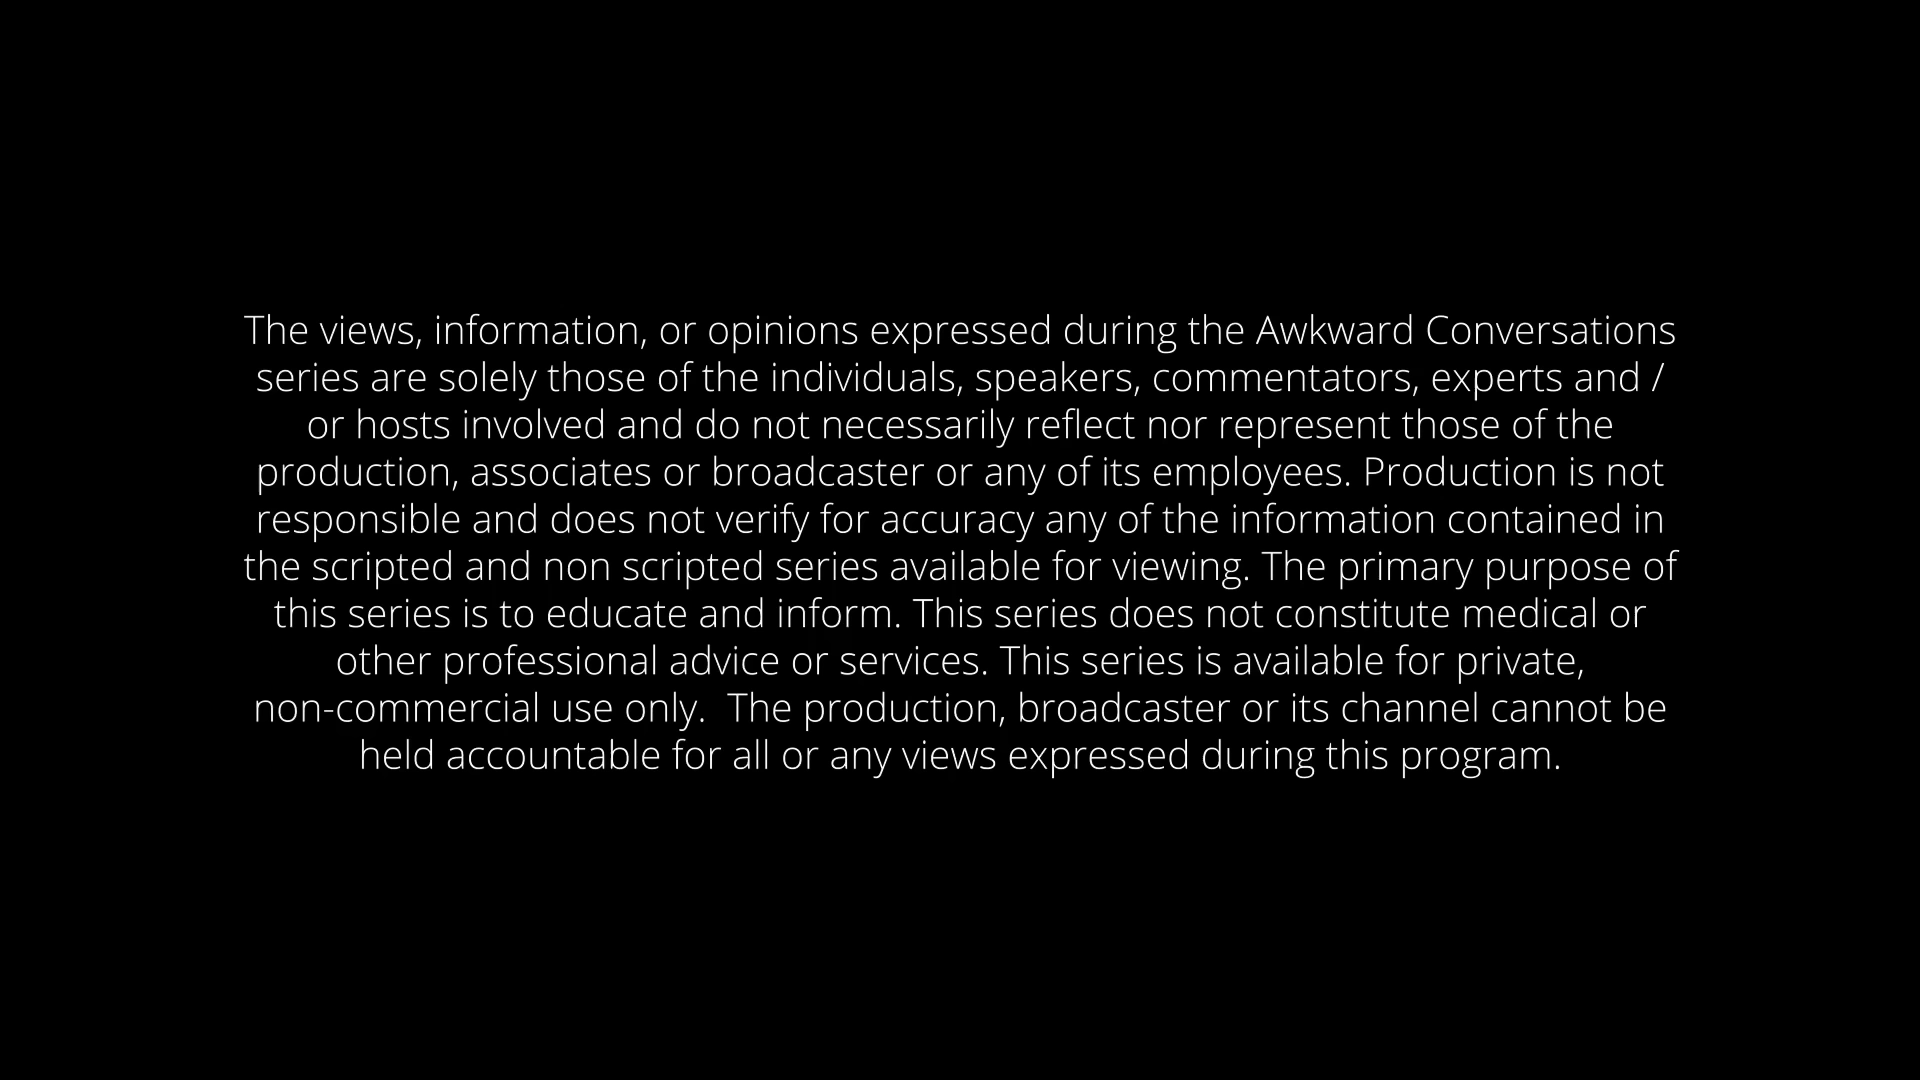 The views, information, or opinions expressed during the Awkward Conversations
series are solely those of the individuals, speakers, commentators, experts and /
or hosts involved and do not necessarily reflect nor represent those of the
production, associates or broadcaster or any of its employees. Production is not
responsible and does not verify for accuracy any of the information contained in
the scripted and non scripted series available for viewing. The primary purpose of
this series is to educate and inform. This series does not constitute medical or
other professional advice or services. This series is available for private,
non-commercial use only.  The production, broadcaster or its channel cannot be
held accountable for all or any views expressed during this program.